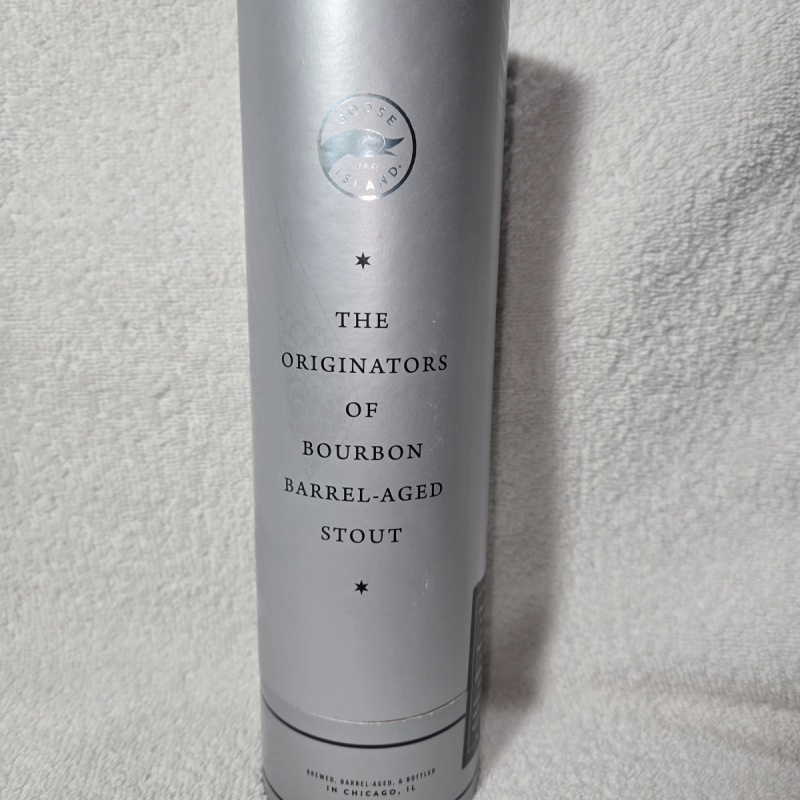 GOOSE
ISLAND
THE
ORIGINATORS
OF
BOURBON
BARREL-AGED
STOUT
BREWED, BARREL-AGED, & BOTTLED
IN CHICAGO, IL